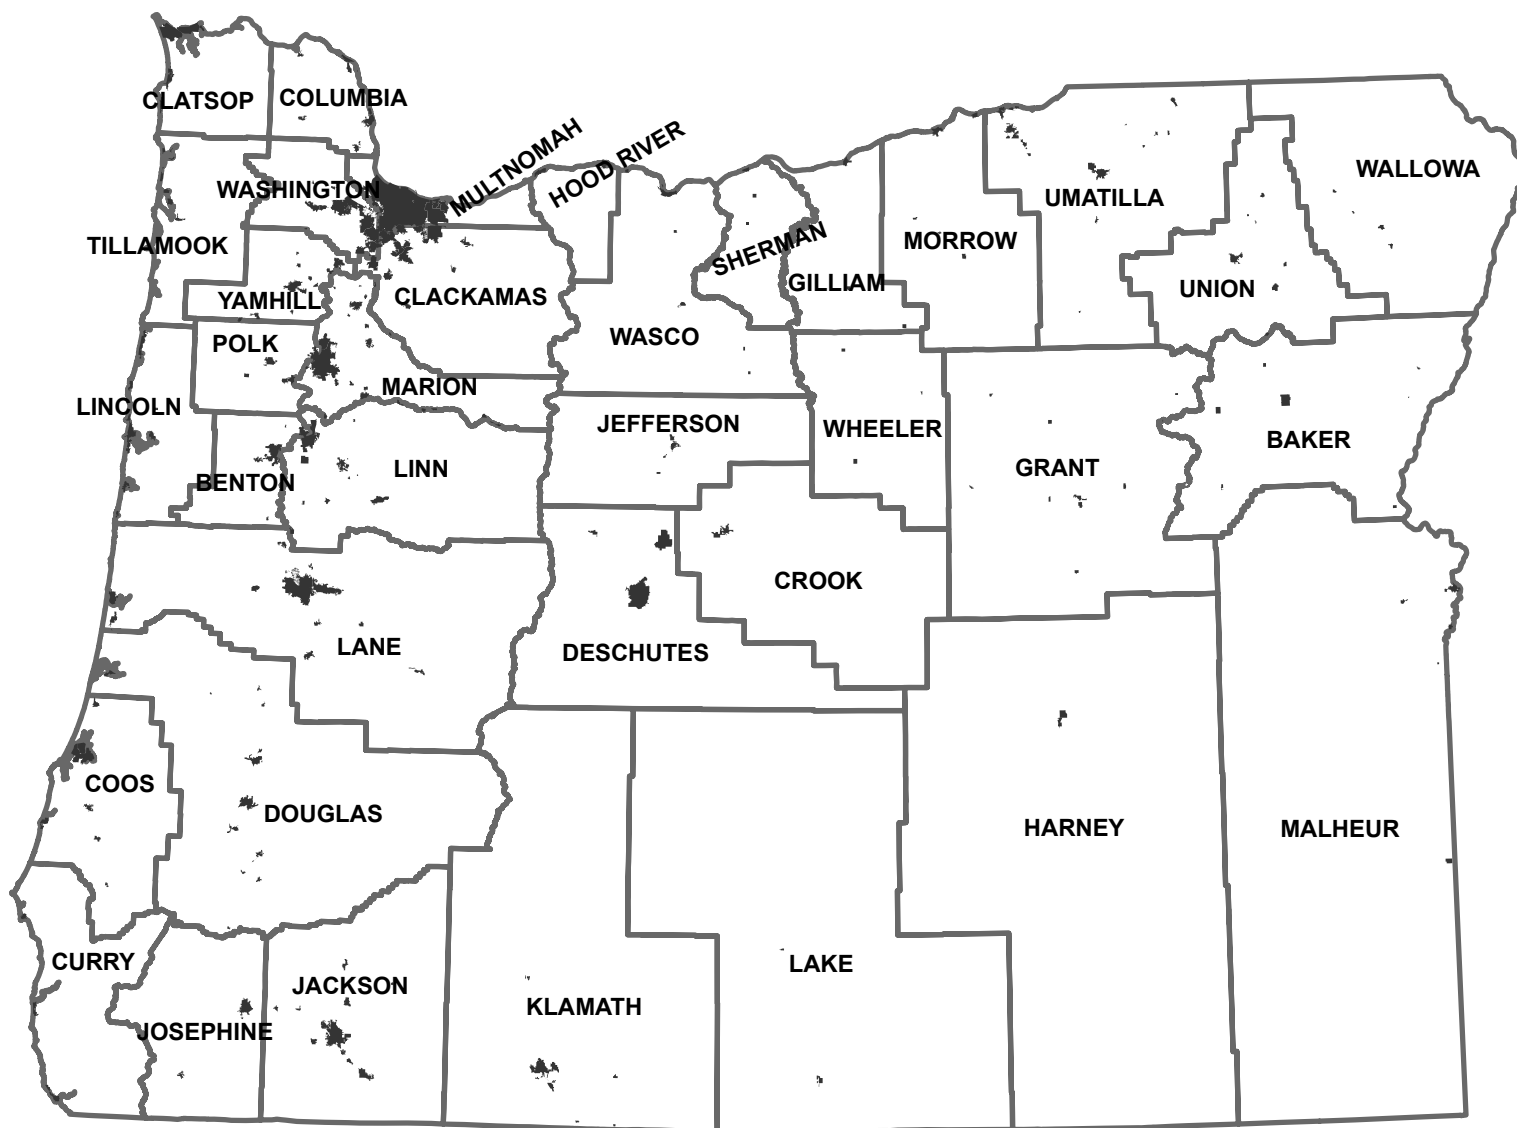 CLATSOP
COLUMBIA
MULTNOMAH
HOOD RIVER
WALLOWA
WASHINGTON
UMATILLA
TILLAMOOK
SHERMAN
MORROW
GILLIAM
UNION
YAMHILL
CLACKAMAS
WASCO
POLK
MARION
LINCOLN
JEFFERSON
WHEELER
BAKER
LINN
GRANT
BENTON
CROOK
LANE
DESCHUTES
COOS
DOUGLAS
HARNEY
MALHEUR
CURRY
LAKE
JACKSON
KLAMATH
JOSEPHINE